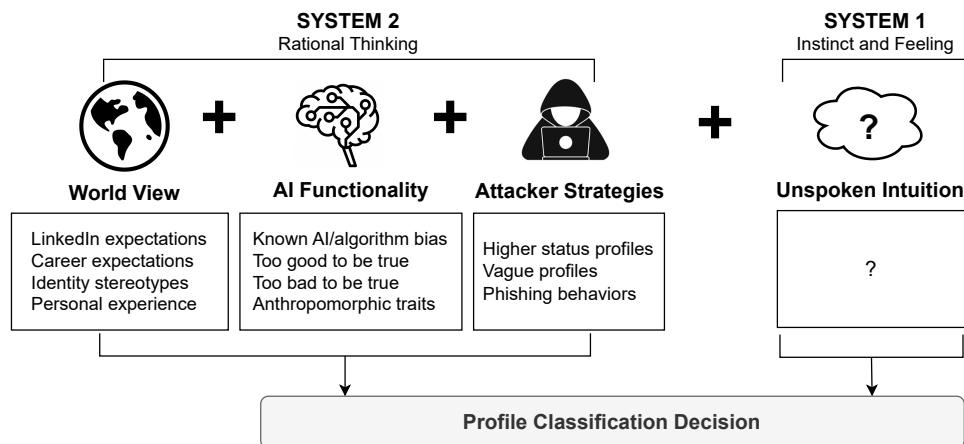 SYSTEM 2
Rational Thinking
SYSTEM 1
Instinct and Feeling
?
World View
AI Functionality
Attacker Strategies
Unspoken Intuition
LinkedIn expectations
Career expectations
Identity stereotypes
Personal experience
Known AI/algorithm bias
Too good to be true
Too bad to be true
Anthropomorphic traits
Higher status profiles
Vague profiles
Phishing behaviors
?
Profile Classification Decision